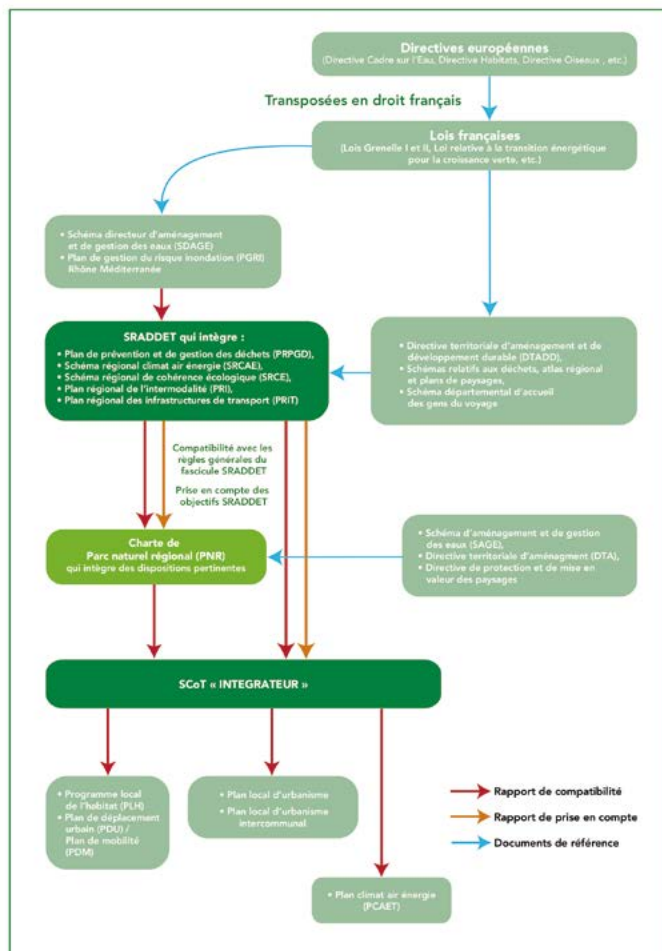 Directives européennes
(Directive Cadre sur l'Eau, Directive Habitats, Directive Oiseaux , etc.)
Transposées en droit français
Lois françaises
(Lois Grenelle I et II, Loi relative à la transition énergétique
pour la croissance verte, etc.)
• Schéma directeur d'aménagement
et de gestion des eaux (SDAGE)
• Plan de gestion du risque inondation (PGRI)
Rhône Méditerranée
SRADDET qui intègre :
• Plan de prévention et de gestion des déchets (PRPGD),
• Schéma régional climat air énergie (SRCAE),
• Schéma régional de cohérence écologique (SRCE),
• Plan régional de l'intermodalité (PRI),
• Plan régional des infrastructures de transport (PRIT)
• Directive territoriale d'aménagement et de
développement durable (DTADD),
• Schémas relatifs aux déchets, atlas régional
et plans de paysages,
• Schéma départemental d'accueil
des gens du voyage
Compatibilité avec les
règles générales du
fascicule SRADDET
Prise en compte des
objectifs SRADDET
Charte de
Parc naturel régional (PNR)
qui intègre des dispositions pertinentes
• Schéma d'aménagement et de gestion
des eaux (SAGE),
• Directive territoriale d'aménagment (DTA),
• Directive de protection et de mise en
valeur des paysages
SCoT « INTEGRATEUR »
• Programme local
de l'habitat (PLH)
• Plan de déplacement
urbain (PDU) /
Plan de mobilité
(PDM)
• Plan local d'urbanisme
• Plan local d'urbanisme
intercommunal
• Plan climat air énergie
(PCAET)
Rapport de compatibilité
Rapport de prise en compte
Documents de référence